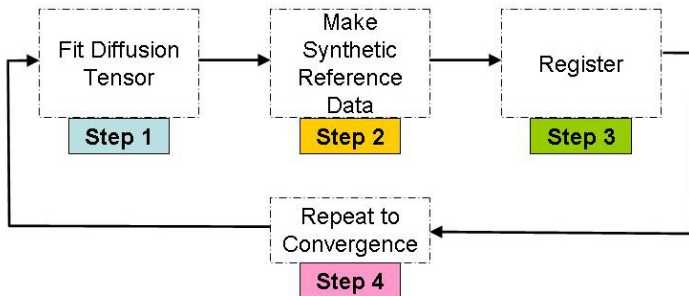 Fit Diffusion
Tensor
Step 1
Make
Synthetic
Reference
Data
Step 2
Register
Step 3
Repeat to
Convergence
Step 4